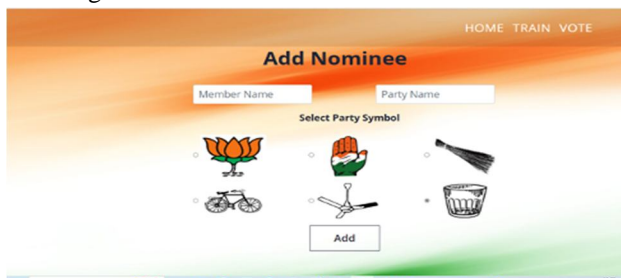 HOME TRAIN VOTE
Add Nominee
Member Name Party Name
Select Party Symbol
Add